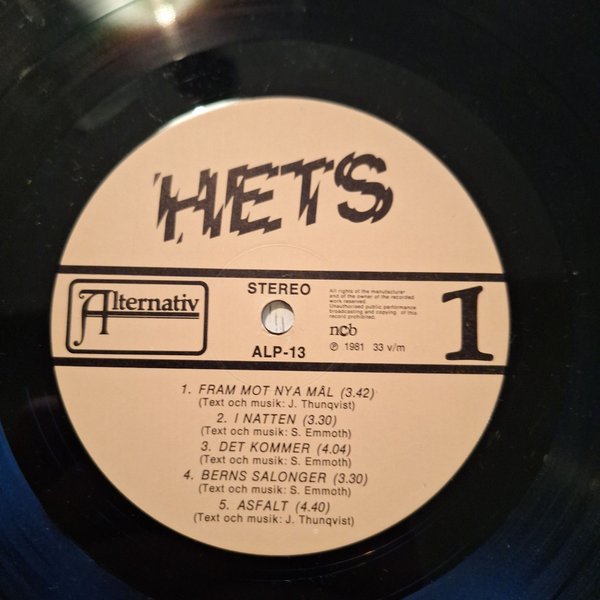 HETS
Alternativ
STEREO
ALP-13
All rights of the manufacturer
and of the owner of the recorded
work reserved.
Unauthorised public performance
broadcasting and copying of this
record prohibited.
ncb
℗ 1981 33 v/m
1
1. FRAM MOT NYA MÅL (3.42)
(Text och musik: J. Thunqvist)
2. I NATTEN (3.30)
(Text och musik: S. Emmoth)
3. DET KOMMER (4.04)
(Text och musik: S. Emmoth)
4. BERNS SALONGER (3.30)
(Text och musik: S. Emmoth)
5. ASFALT (4.40)
(Text och musik: J. Thunqvist)